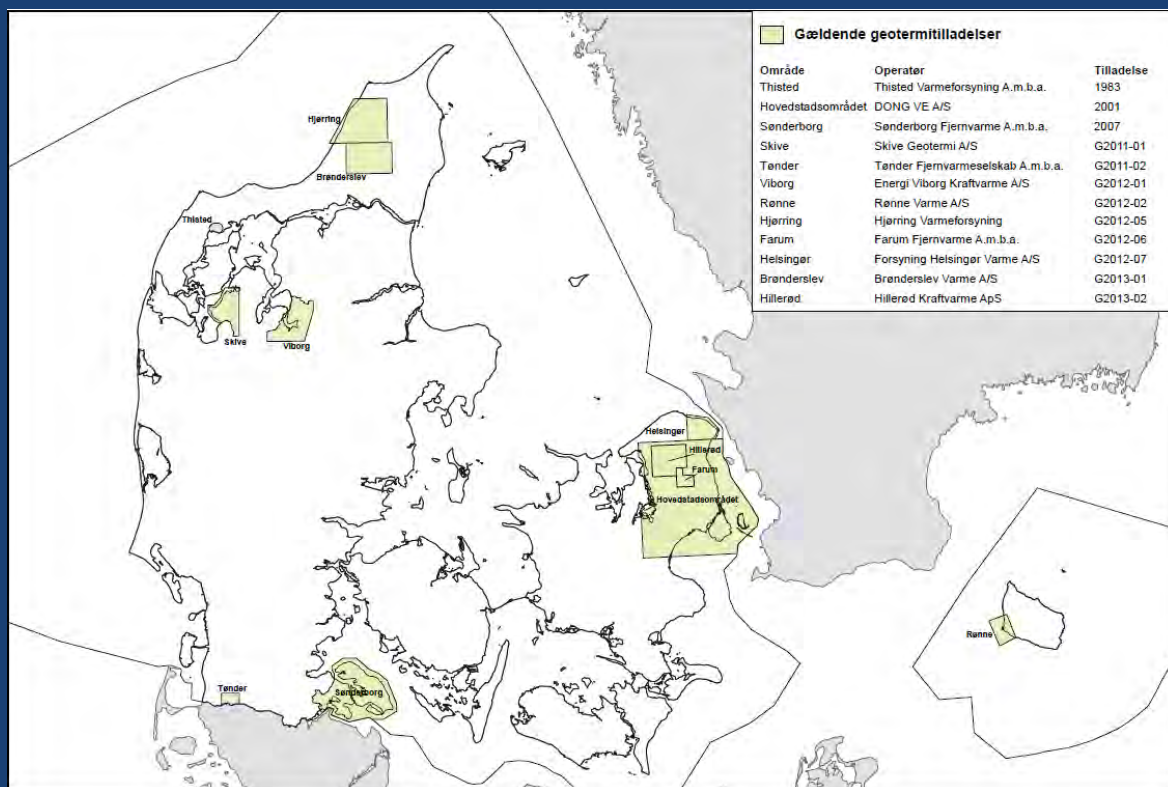 Gældende geotermitilladelser
Område Operatør Tilladelse
Thisted Thisted Varmeforsyning A.m.b.a. 1983
Hovedstadsområdet DONG VE A/S 2001
Sønderborg Sønderborg Fjernvarme A.m.b.a. 2007
Skive Skive Geotermi A/S G2011-01
Tønder Tønder Fjernvarmeselskab A.m.b.a. G2011-02
Viborg Energi Viborg Kraftvarme A/S G2012-01
Rønne Rønne Varme A/S G2012-02
Hjørring Hjørring Varmeforsyning G2012-05
Farum Farum Fjernvarme A.m.b.a. G2012-06
Helsingør Forsyning Helsingør Varme A/S G2012-07
Brønderslev Brønderslev Varme A/S G2013-01
Hillerød Hillerød Kraftvarme ApS G2013-02
Hjørring
Brønderslev
Thisted
Skive
Viborg
Helsingør
Hillerød
Farum
Hovedstadsområdet
Rønne
Tønder
Sønderborg